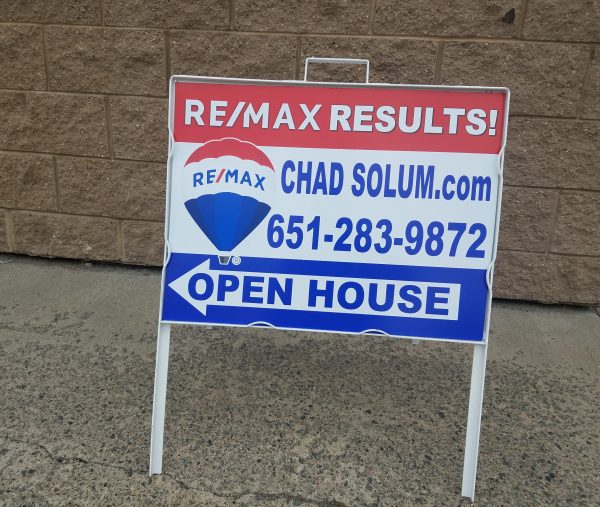 RE/MAX RESULTS!
RE/MAX
CHAD SOLUM.com
651-283-9872
OPEN HOUSE